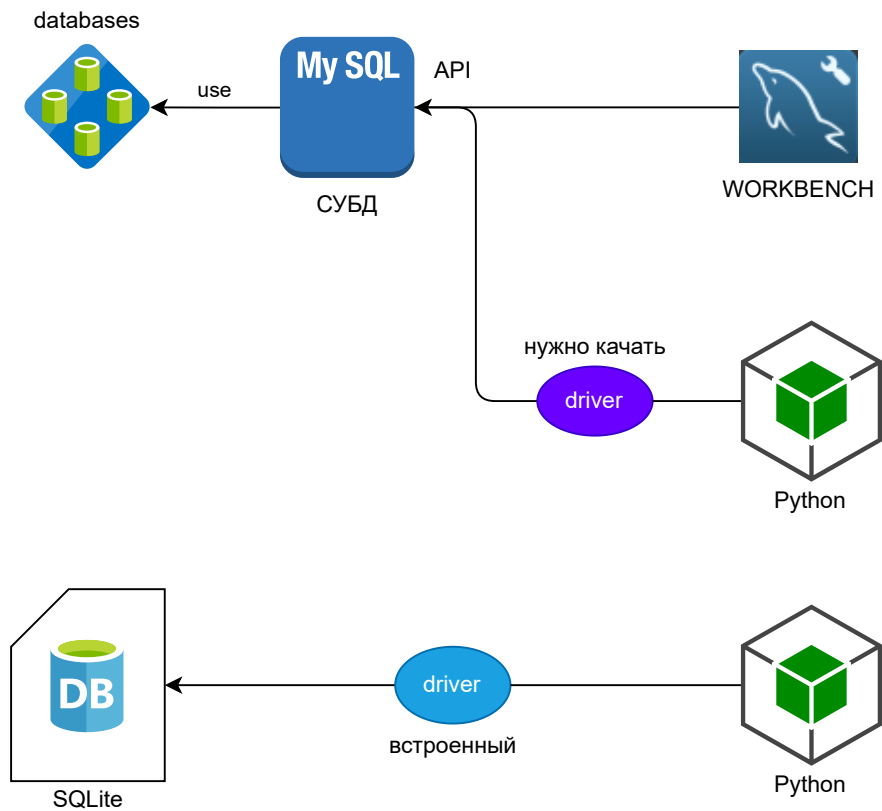 databases
use
My SQL
API
СУБД
WORKBENCH
нужно качать
driver
Python
DB
SQLite
driver
встроенный
Python